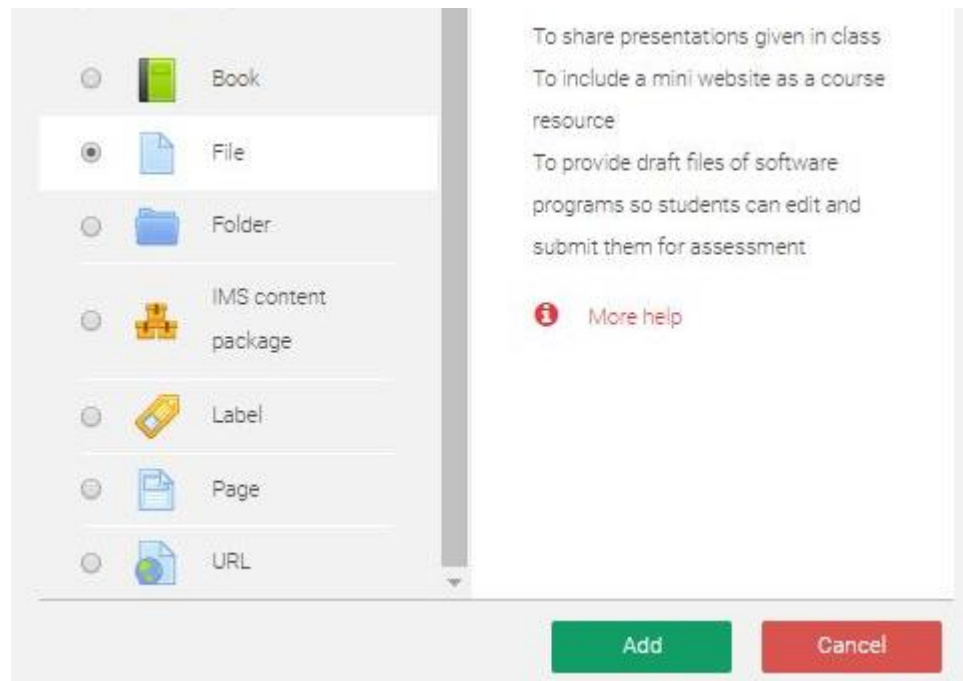 Book
File
Folder
IMS content
package
Label
Page
URL
To share presentations given in class
To include a mini website as a course
resource
To provide draft files of software
programs so students can edit and
submit them for assessment
More help
Add
Cancel